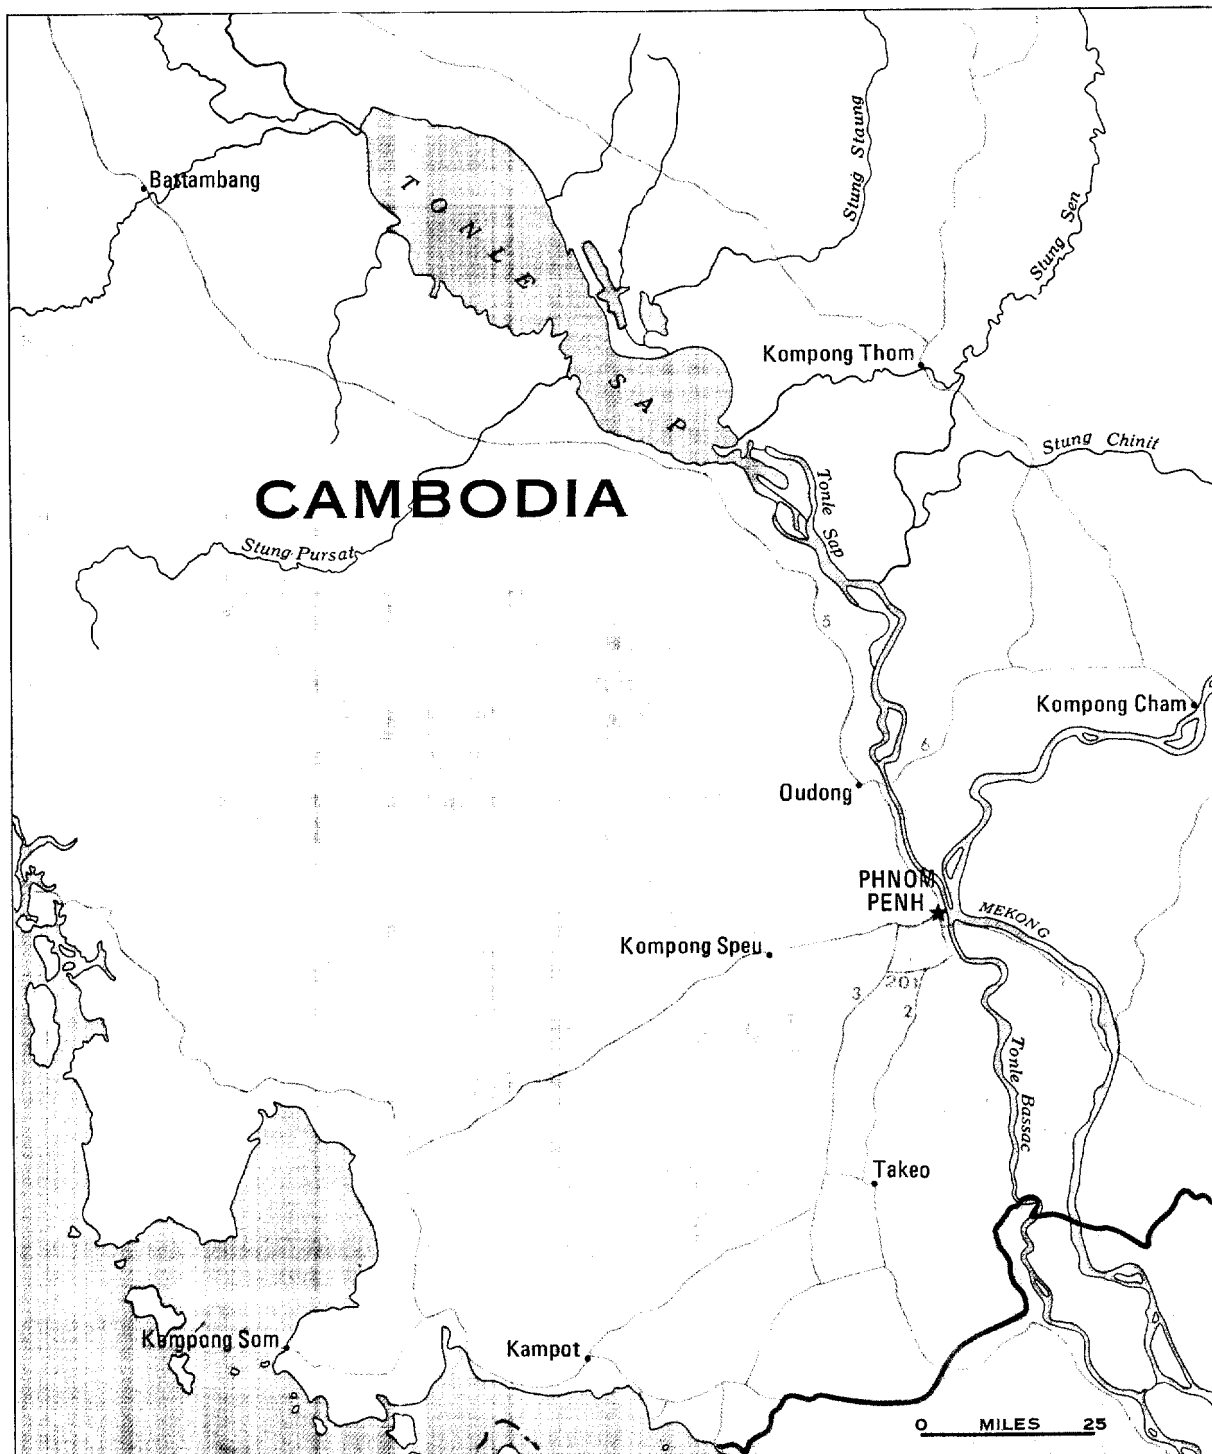 Stung Staung
Battambang
TONLE SAP
Stung Sen
Kompong Thom
Stung Chinit
CAMBODIA
Tonle Sap
Stung Pursat
5
Kompong Cham
6
Oudong
PHNOM
PENH
MEKONG
Kompong Speu
201
3
2
1
Tonle Bassac
Takeo
Kompong Som
Kampot
0 MILES 25